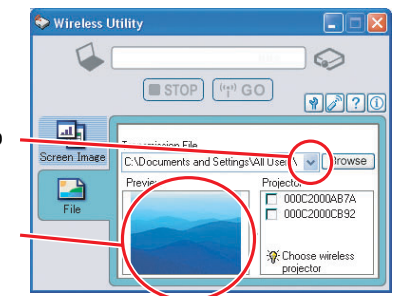 Wireless Utility
STOP GO
Screen Image
File
Transmission File
C:\Documents and Settings\All Users\ Browse
Preview Projector
000C2000AB7A
000C2000CB92
Choose wireless
projector